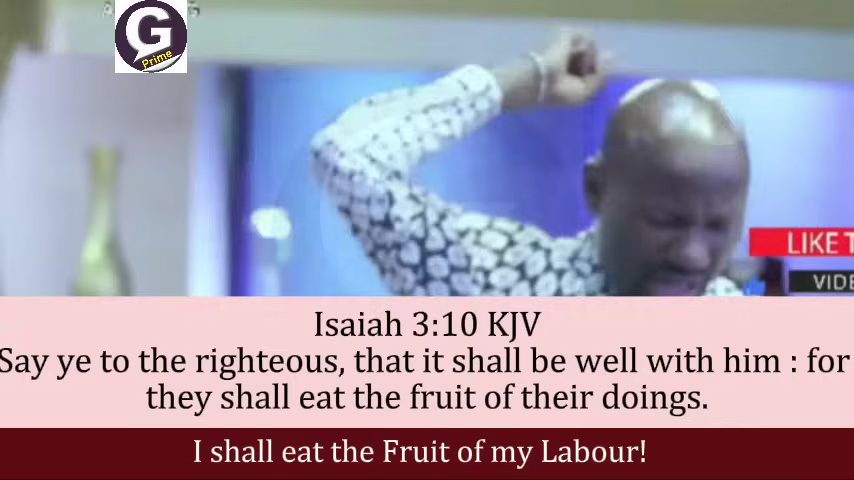 G
Prime
LIKE T
VIDE
Isaiah 3:10 KJV
Say ye to the righteous, that it shall be well with him : for
they shall eat the fruit of their doings.
I shall eat the Fruit of my Labour!